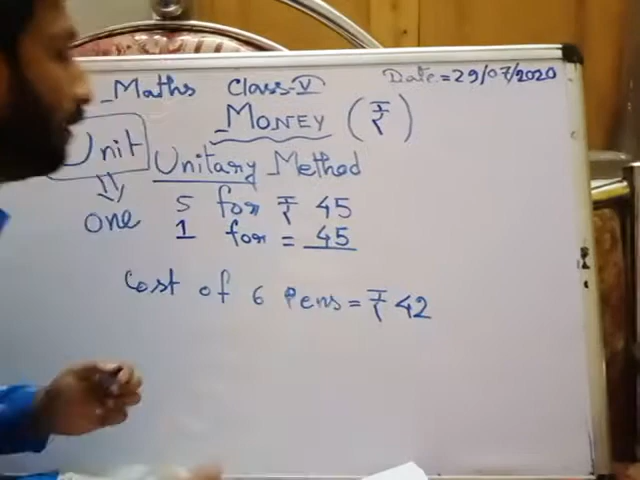 Maths Class-V Date=29/07/2020
MONEY (₹)
Unit Unitary Method
5 for ₹ 45
one 1 for = 45
Cost of 6 Pens = ₹ 42